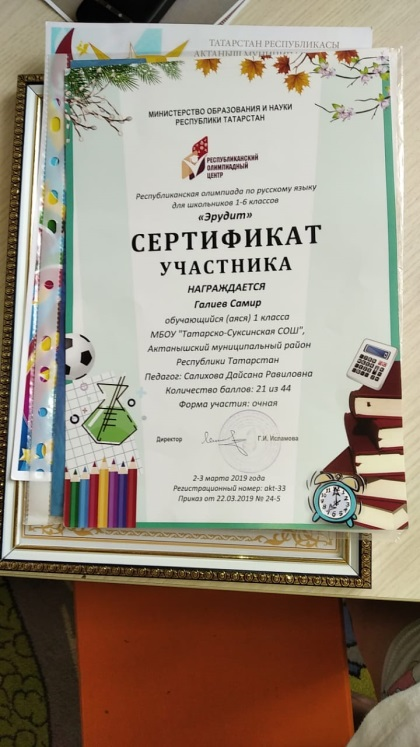 ТАТАРСТАН РЕСПУБЛИКАСЫ
МИНИСТЕРСТВО ОБРАЗОВАНИЯ И НАУКИ
РЕСПУБЛИКИ ТАТАРСТАН
РЕСПУБЛИКАНСКИЙ
ОЛИМПИАДНЫЙ
ЦЕНТР
Республиканская олимпиада по русскому языку
для школьников 1-6 классов
«Эрудит»
СЕРТИФИКАТ
УЧАСТНИКА
НАГРАЖДАЕТСЯ
Галиев Самир
обучающийся (аяся) 1 класса
МБОУ "Татарско-Суксинская СОШ",
Актанышский муниципальный район
Республики Татарстан
Педагог: Салихова Дайсана Равиловна
Количество баллов: 21 из 44
Форма участия: очная
Директор Г.И. Исламова
2-3 марта 2019 года
Регистрационный номер: akt-33
Приказ от 22.03.2019 № 24-5